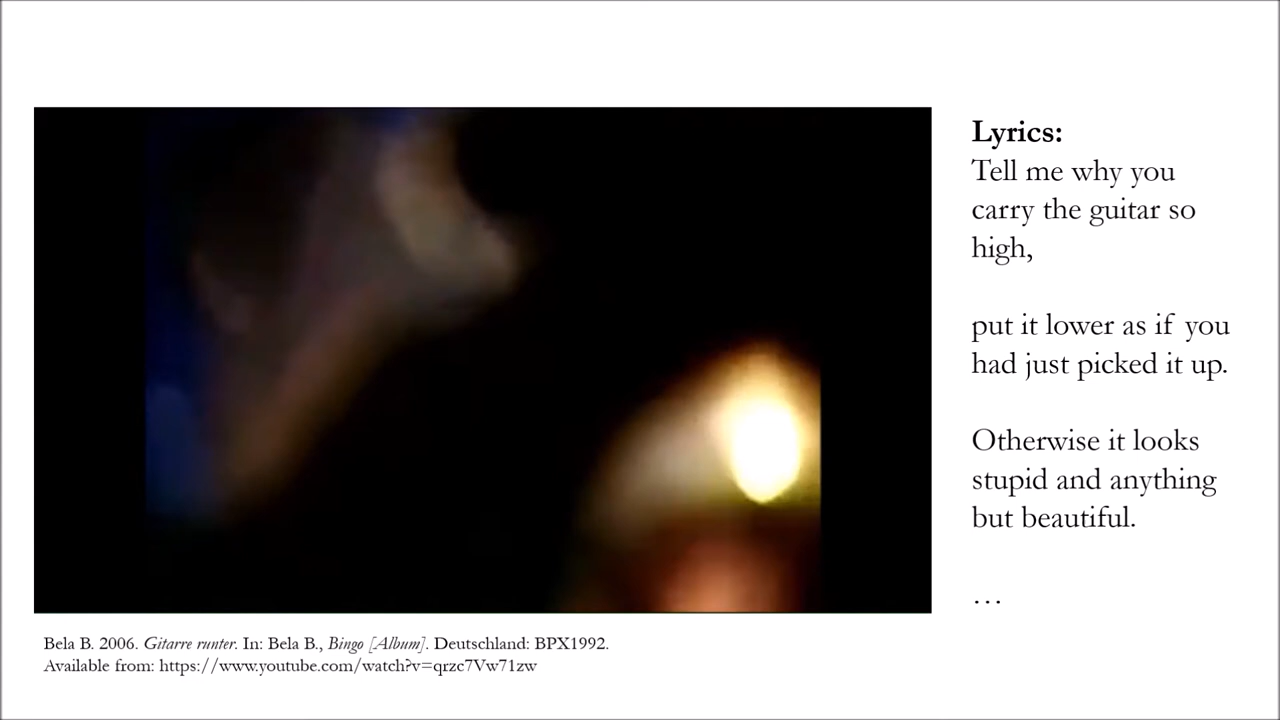 Lyrics:
Tell me why you
carry the guitar so
high,
put it lower as if you
had just picked it up.
Otherwise it looks
stupid and anything
but beautiful.
…
Bela B. 2006. Gitarre runter. In: Bela B., Bingo [Album]. Deutschland: BPX1992.
Available from: https://www.youtube.com/watch?v=qrzc7Vw71zw